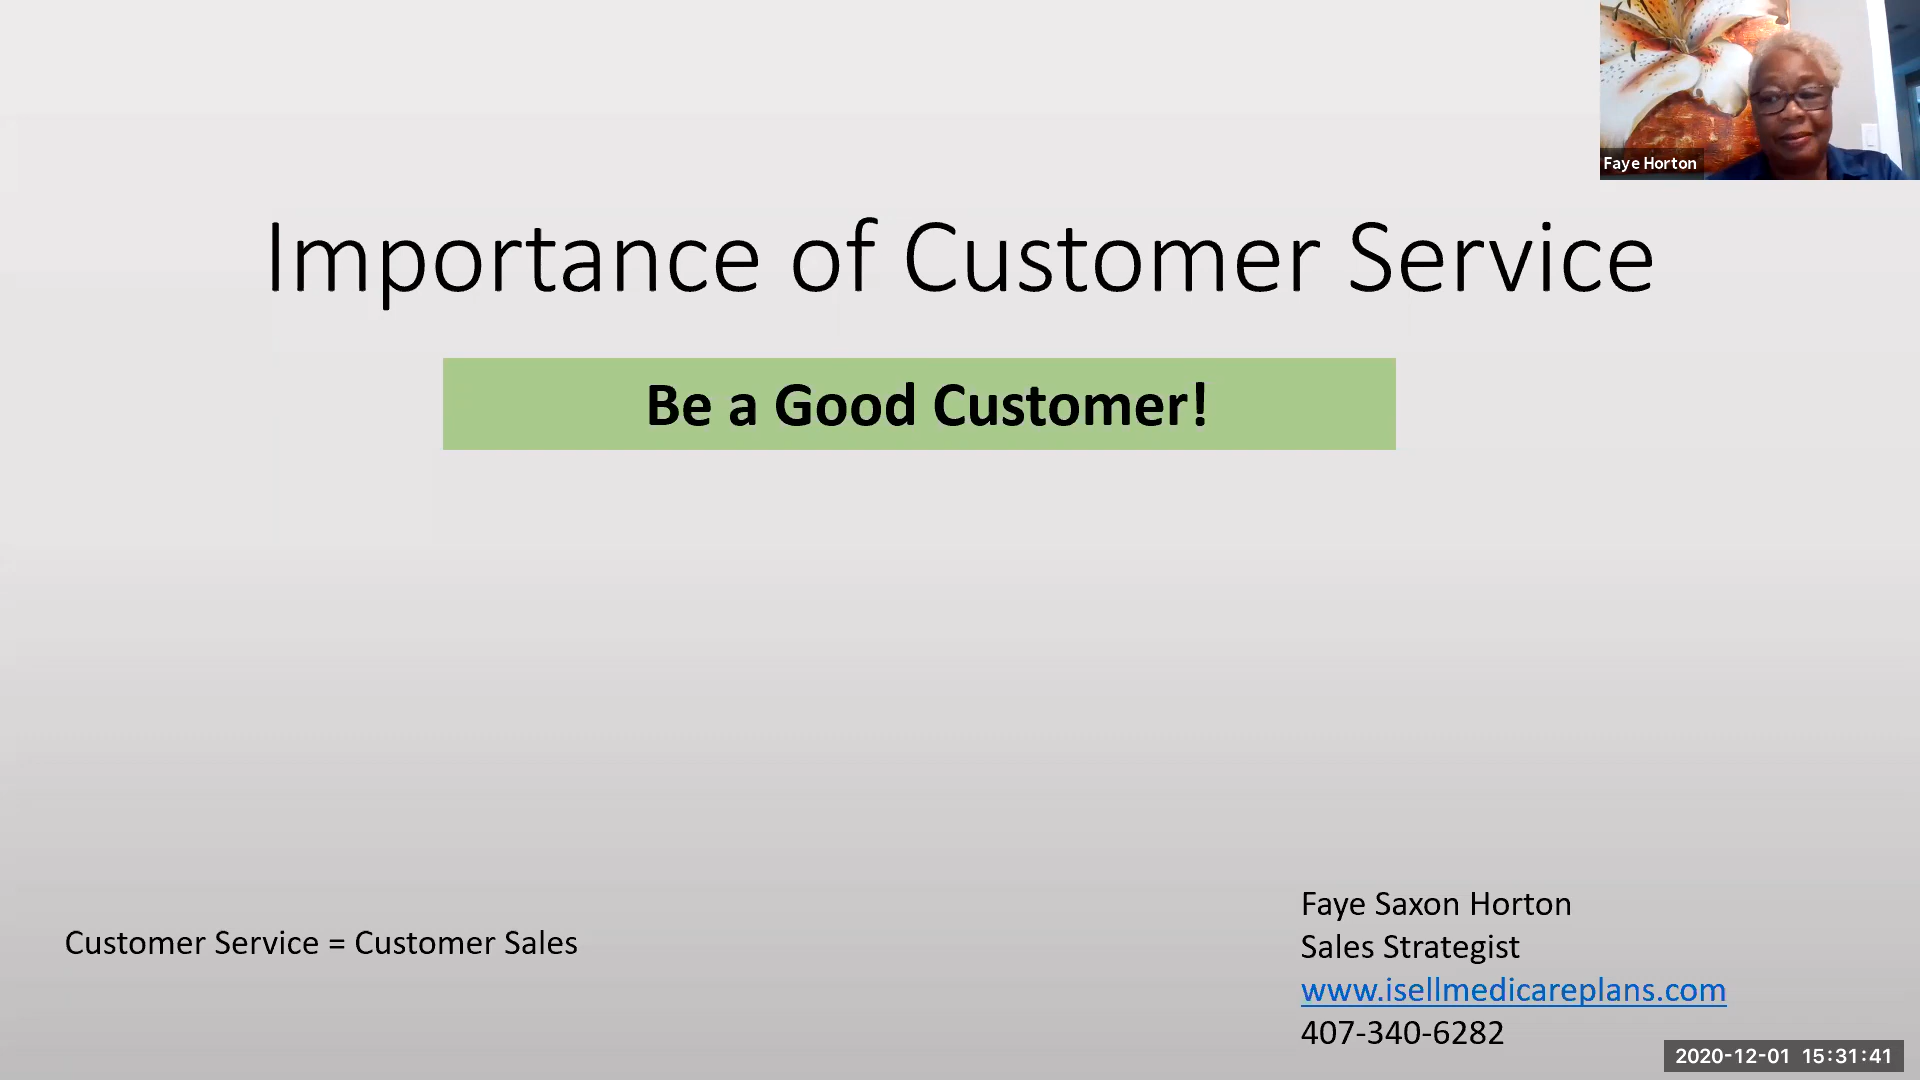 Faye Horton
Importance of Customer Service
Be a Good Customer!
Customer Service = Customer Sales
Faye Saxon Horton
Sales Strategist
www.isellmedicareplans.com
407-340-6282
2020-12-01 15:31:41